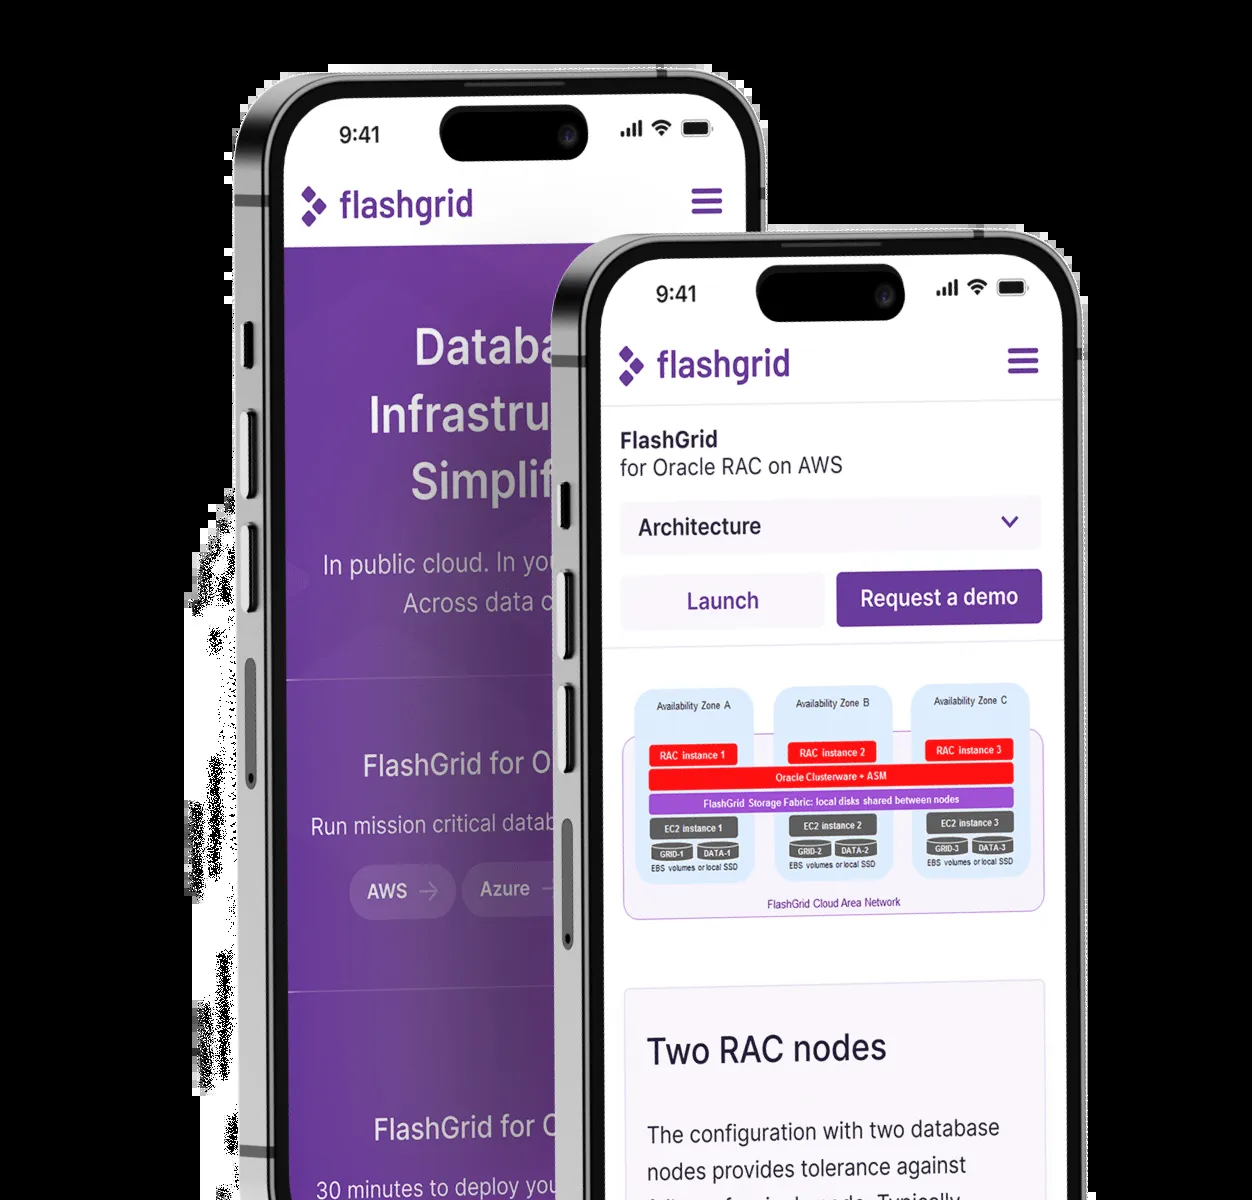 9:41
flashgrid
Databa
Infrastru
Simplif
In public cloud. In you
Across data c
FlashGrid for O
Run mission critical datab
AWS → Azure
FlashGrid for O
30 minutes to deploy you
9:41
flashgrid
FlashGrid
for Oracle RAC on AWS
Architecture
Launch Request a demo
Availability Zone A Availability Zone B Availability Zone C
RAC instance 1 RAC instance 2 RAC instance 3
Oracle Clusterware + ASM
FlashGrid Storage Fabric: local disks shared between nodes
EC2 instance 1 EC2 instance 2 EC2 instance 3
GRID-1 DATA-1 GRID-2 DATA-2 GRID-3 DATA-3
EBS volumes or local SSD EBS volumes or local SSD EBS volumes or local SSD
FlashGrid Cloud Area Network
Two RAC nodes
The configuration with two database
nodes provides tolerance against